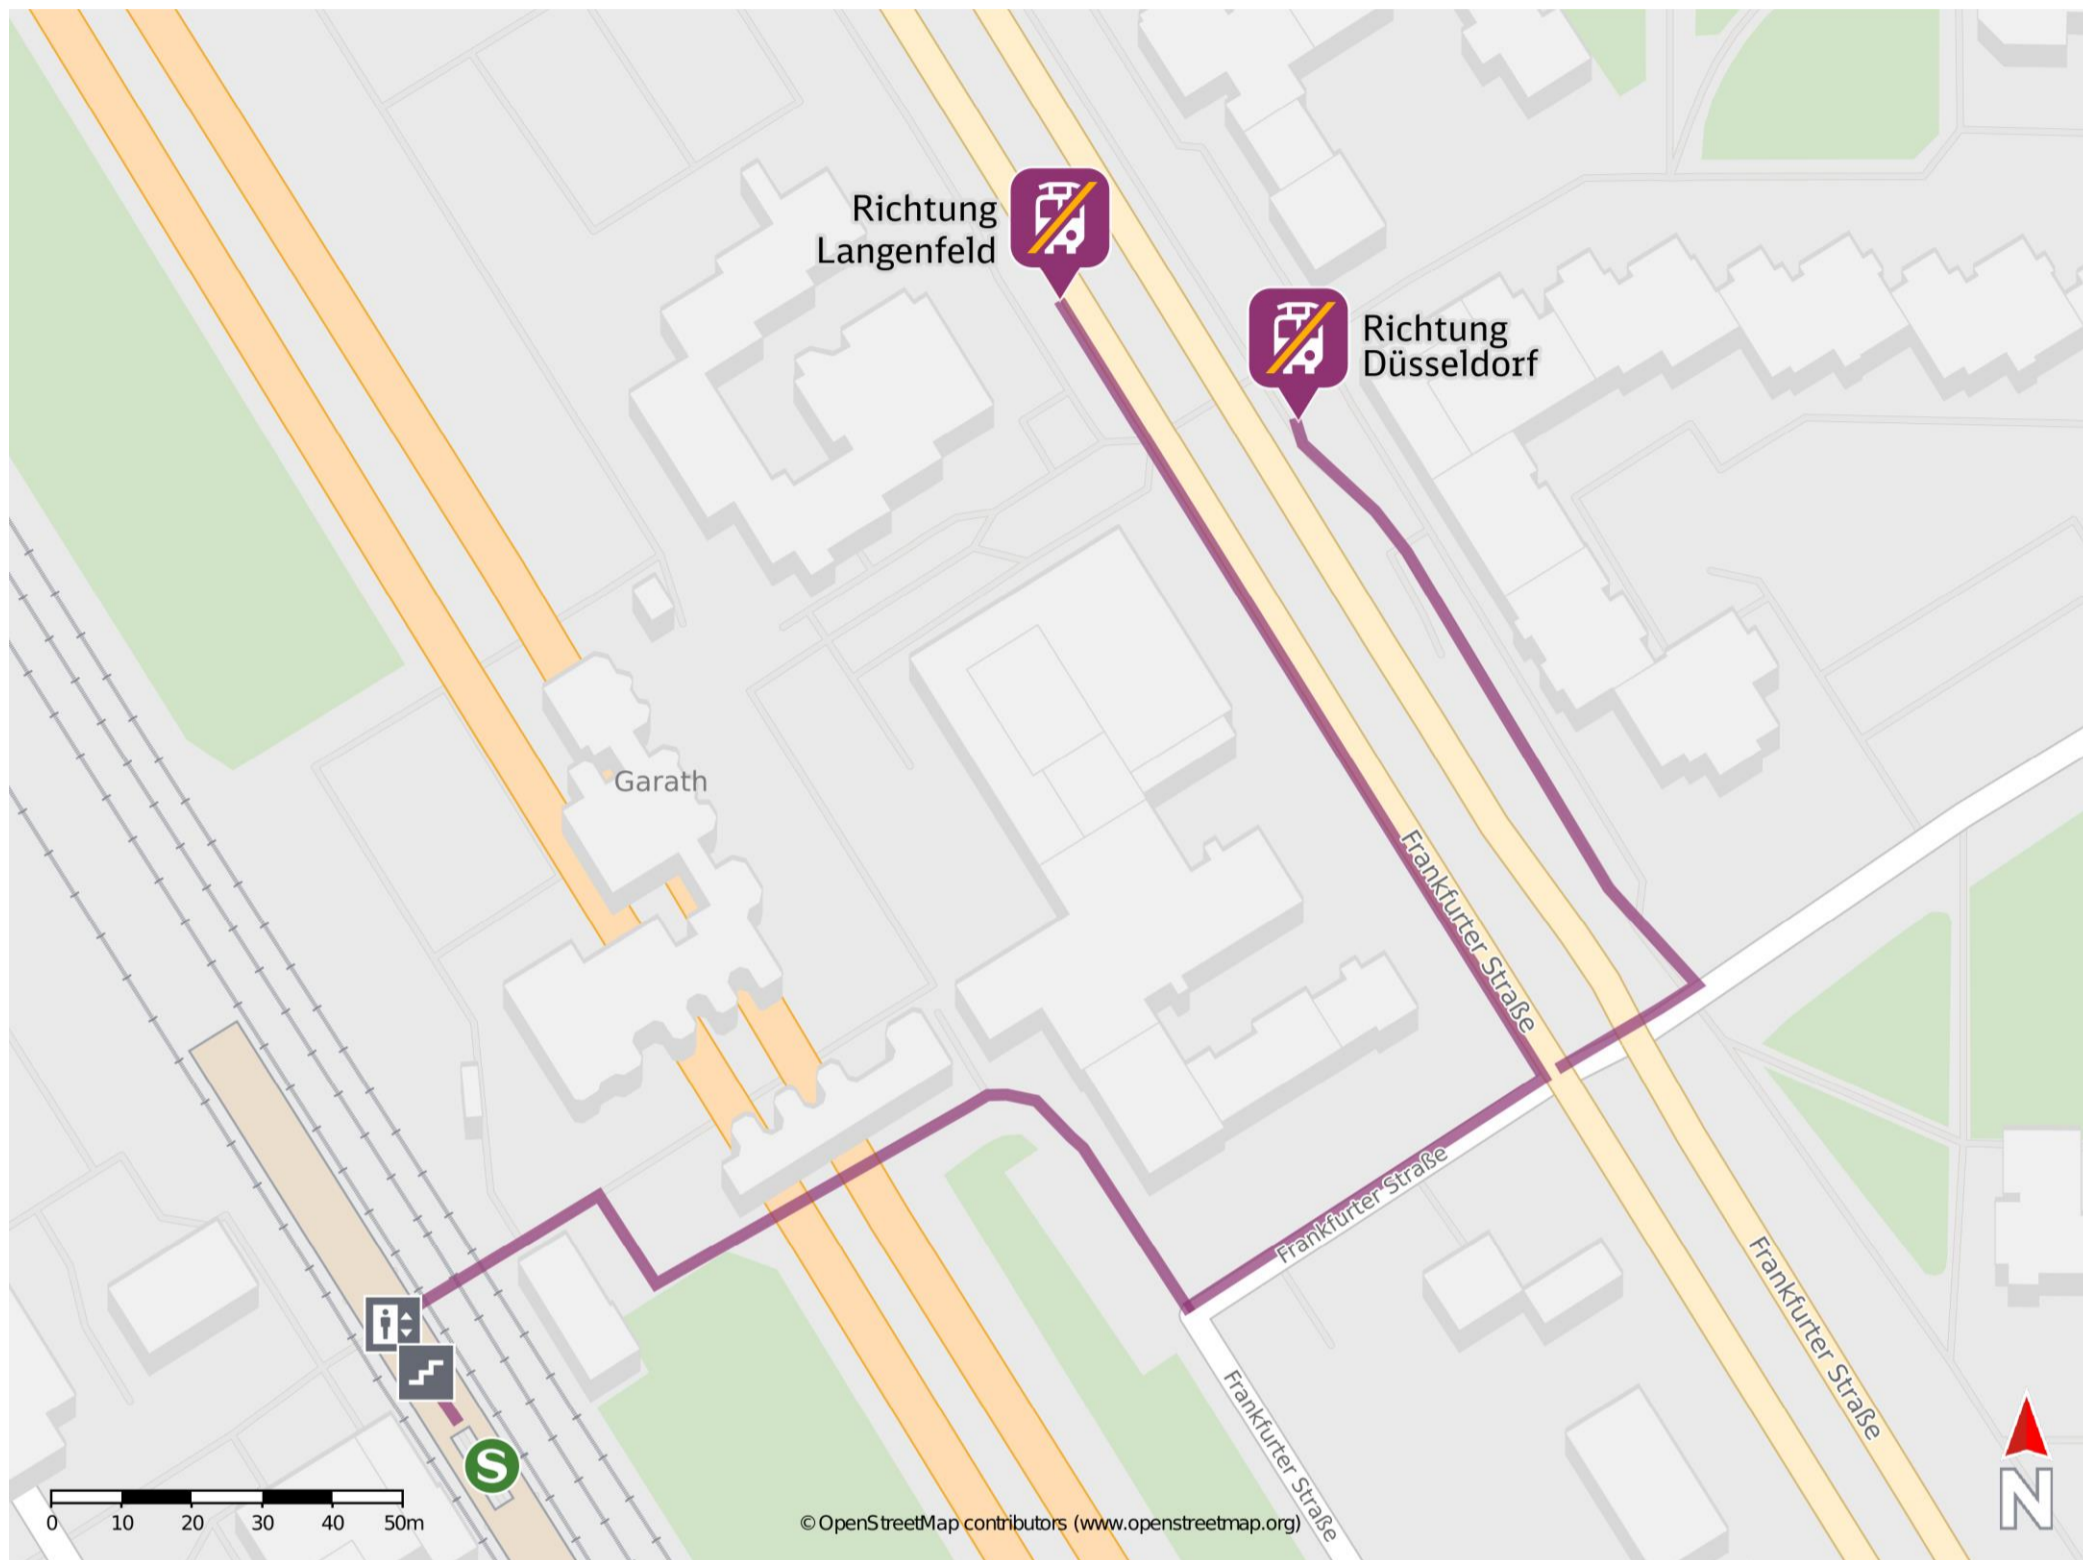 Richtung
Langenfeld
Richtung
Düsseldorf
Garath
Frankfurter Straße
Frankfurter Straße
Frankfurter Straße
Frankfurter Straße
S
0 10 20 30 40 50m
© OpenStreetMap contributors (www.openstreetmap.org)
N